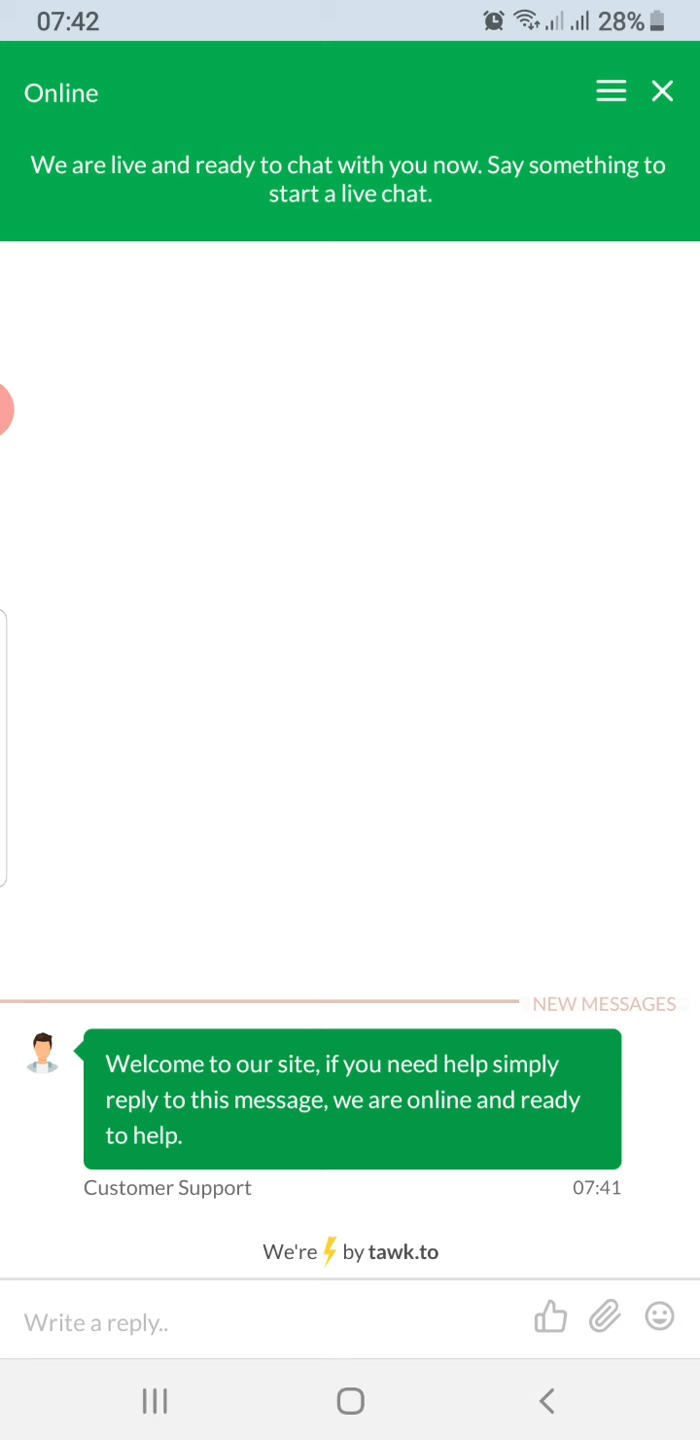 07:42
28%
Online
We are live and ready to chat with you now. Say something to
start a live chat.
NEW MESSAGES
Welcome to our site, if you need help simply
reply to this message, we are online and ready
to help.
Customer Support
07:41
We're by tawk.to
Write a reply..